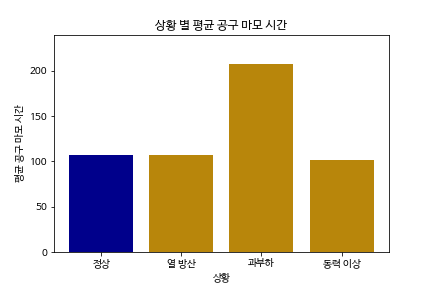 상황 별 평균 공구 마모 시간
평균 공구 마모 시간
200
150
100
50
0
정상 열 방산 과부하 동력 이상
상황